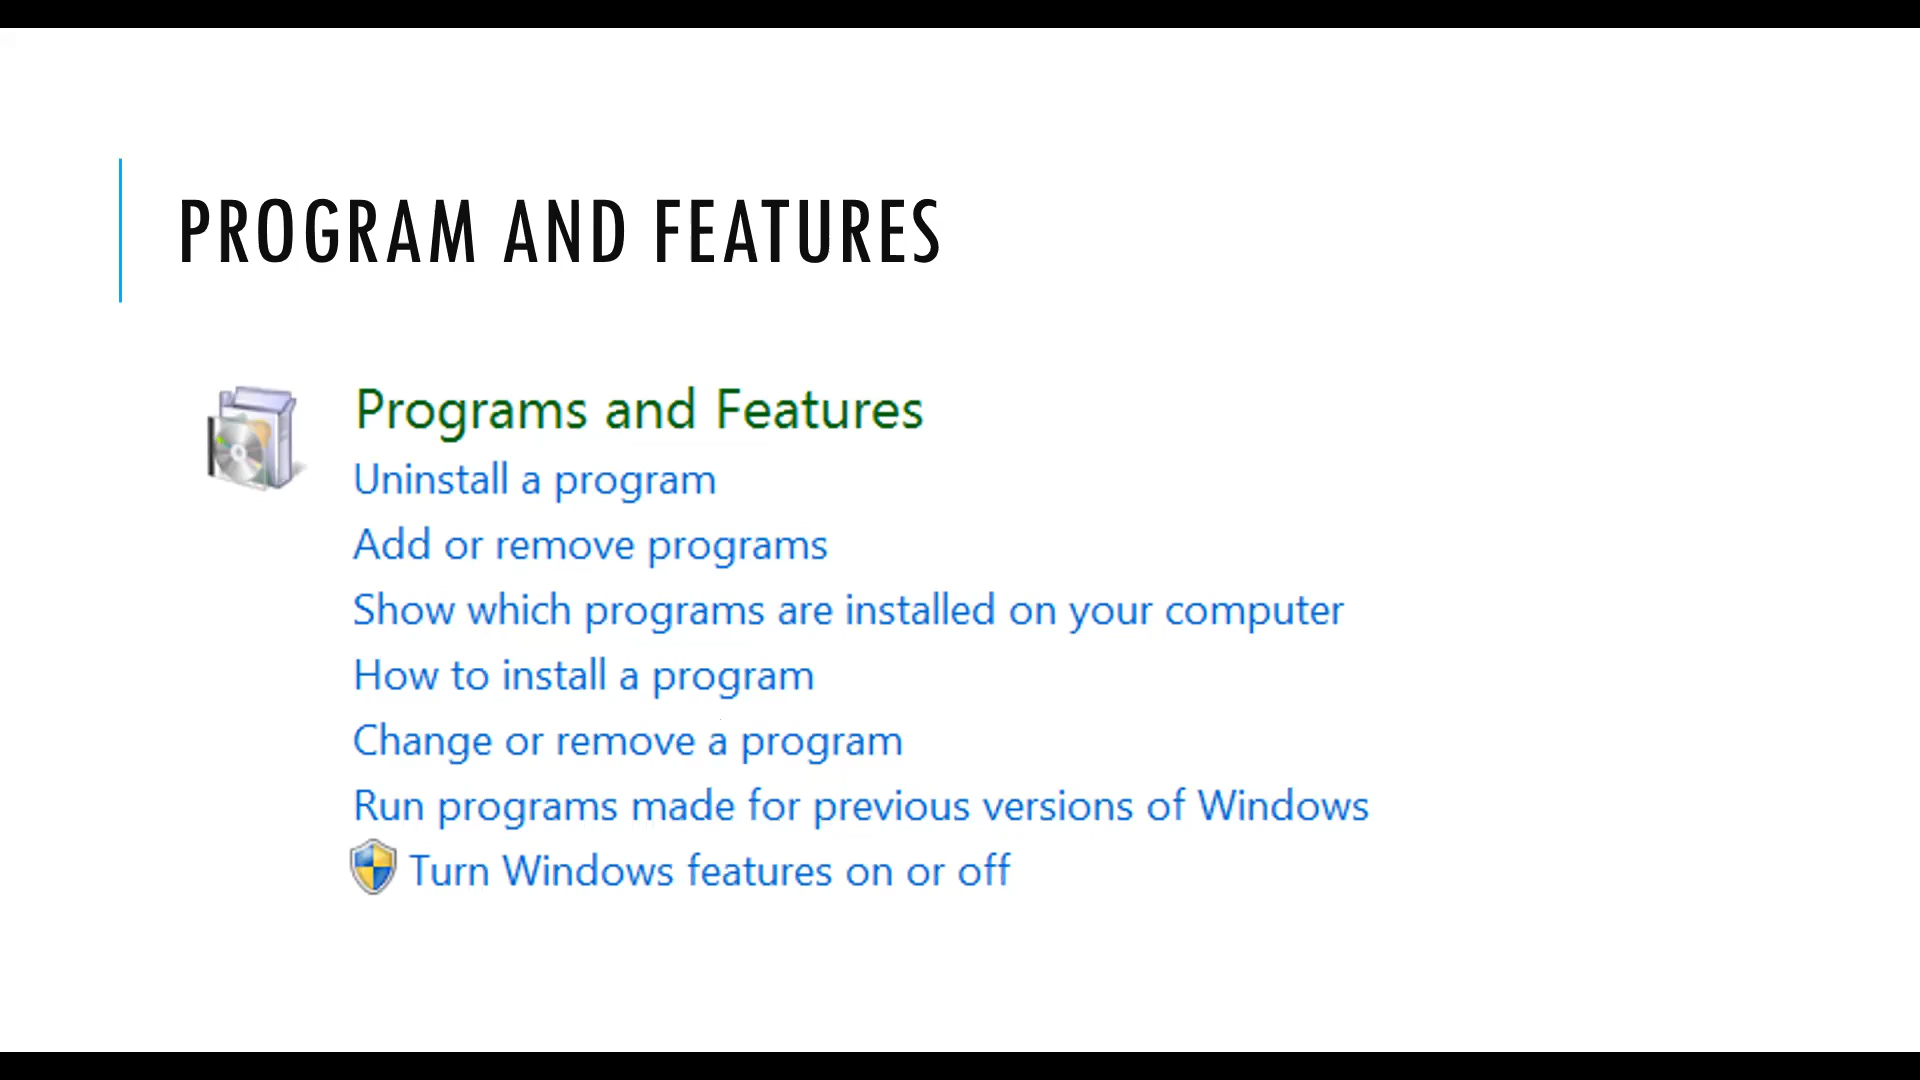 PROGRAM AND FEATURES
Programs and Features
Uninstall a program
Add or remove programs
Show which programs are installed on your computer
How to install a program
Change or remove a program
Run programs made for previous versions of Windows
Turn Windows features on or off